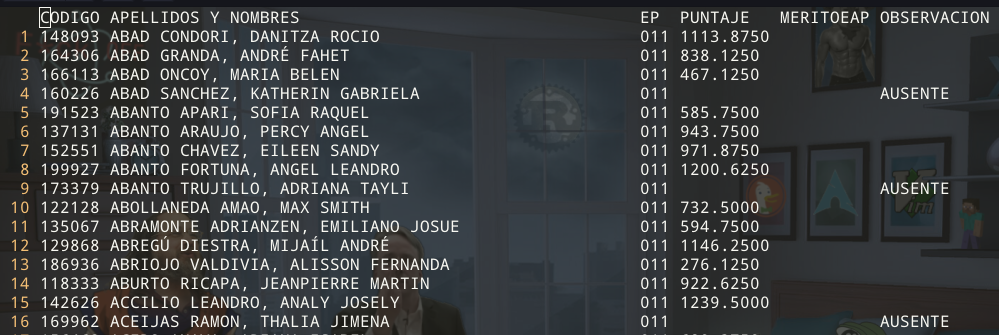 CODIGO APELLIDOS Y NOMBRES EP PUNTAJE MERITOEAP OBSERVACION
1 148093 ABAD CONDORI, DANITZA ROCIO 011 1113.8750
2 164306 ABAD GRANDA, ANDRÉ FAHET 011 838.1250
3 166113 ABAD ONCOY, MARIA BELEN 011 467.1250
4 160226 ABAD SANCHEZ, KATHERIN GABRIELA 011 AUSENTE
5 191523 ABANTO APARI, SOFIA RAQUEL 011 585.7500
6 137131 ABANTO ARAUJO, PERCY ANGEL 011 943.7500
7 152551 ABANTO CHAVEZ, EILEEN SANDY 011 971.8750
8 199927 ABANTO FORTUNA, ANGEL LEANDRO 011 1200.6250
9 173379 ABANTO TRUJILLO, ADRIANA TAYLI 011 AUSENTE
10 122128 ABOLLANEDA AMAO, MAX SMITH 011 732.5000
11 135067 ABRAMONTE ADRIANZEN, EMILIANO JOSUE 011 594.7500
12 129868 ABREGÚ DIESTRA, MIJAÍL ANDRÉ 011 1146.2500
13 186936 ABRIOJO VALDIVIA, ALISSON FERNANDA 011 276.1250
14 118333 ABURTO RICAPA, JEANPIERRE MARTIN 011 922.6250
15 142626 ACCILIO LEANDRO, ANALY JOSELY 011 1239.5000
16 169962 ACEIJAS RAMON, THALIA JIMENA 011 AUSENTE